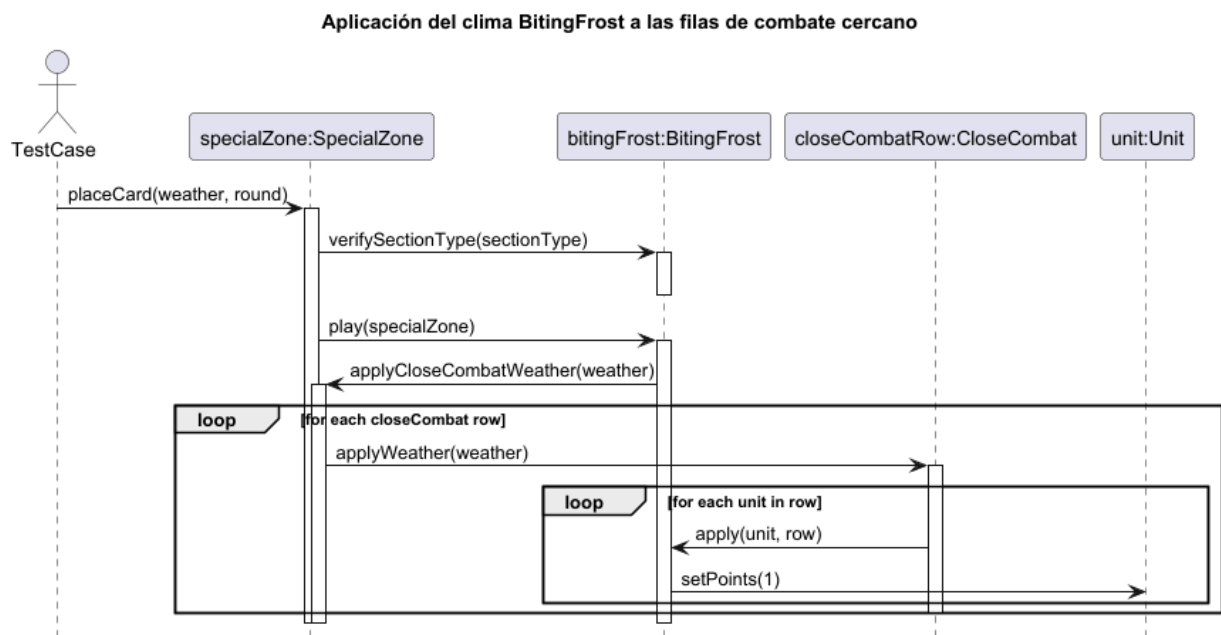 Aplicación del clima BitingFrost a las filas de combate cercano
TestCase
specialZone:SpecialZone
bitingFrost:BitingFrost
closeCombatRow:CloseCombat
unit:Unit
placeCard(weather, round)
verifySectionType(sectionType)
play(specialZone)
applyCloseCombatWeather(weather)
loop
[for each closeCombat row]
applyWeather(weather)
loop
[for each unit in row]
apply(unit, row)
setPoints(1)